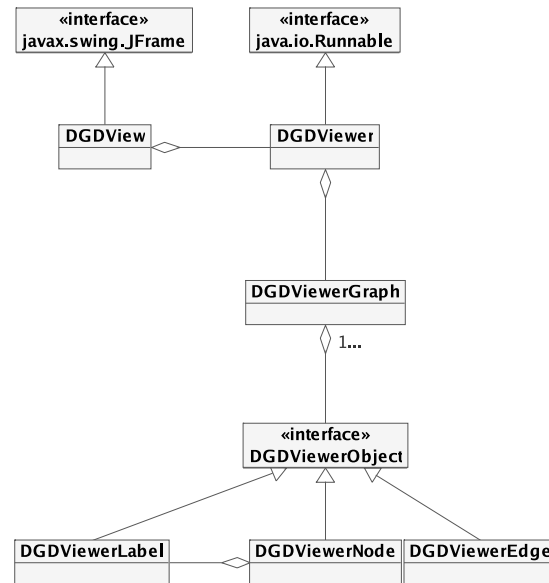 «interface»
javax.swing.JFrame
«interface»
java.io.Runnable
DGDView
DGDViewer
DGDViewerGraph
1...
«interface»
DGDViewerObject
DGDViewerLabel
DGDViewerNode
DGDViewerEdge